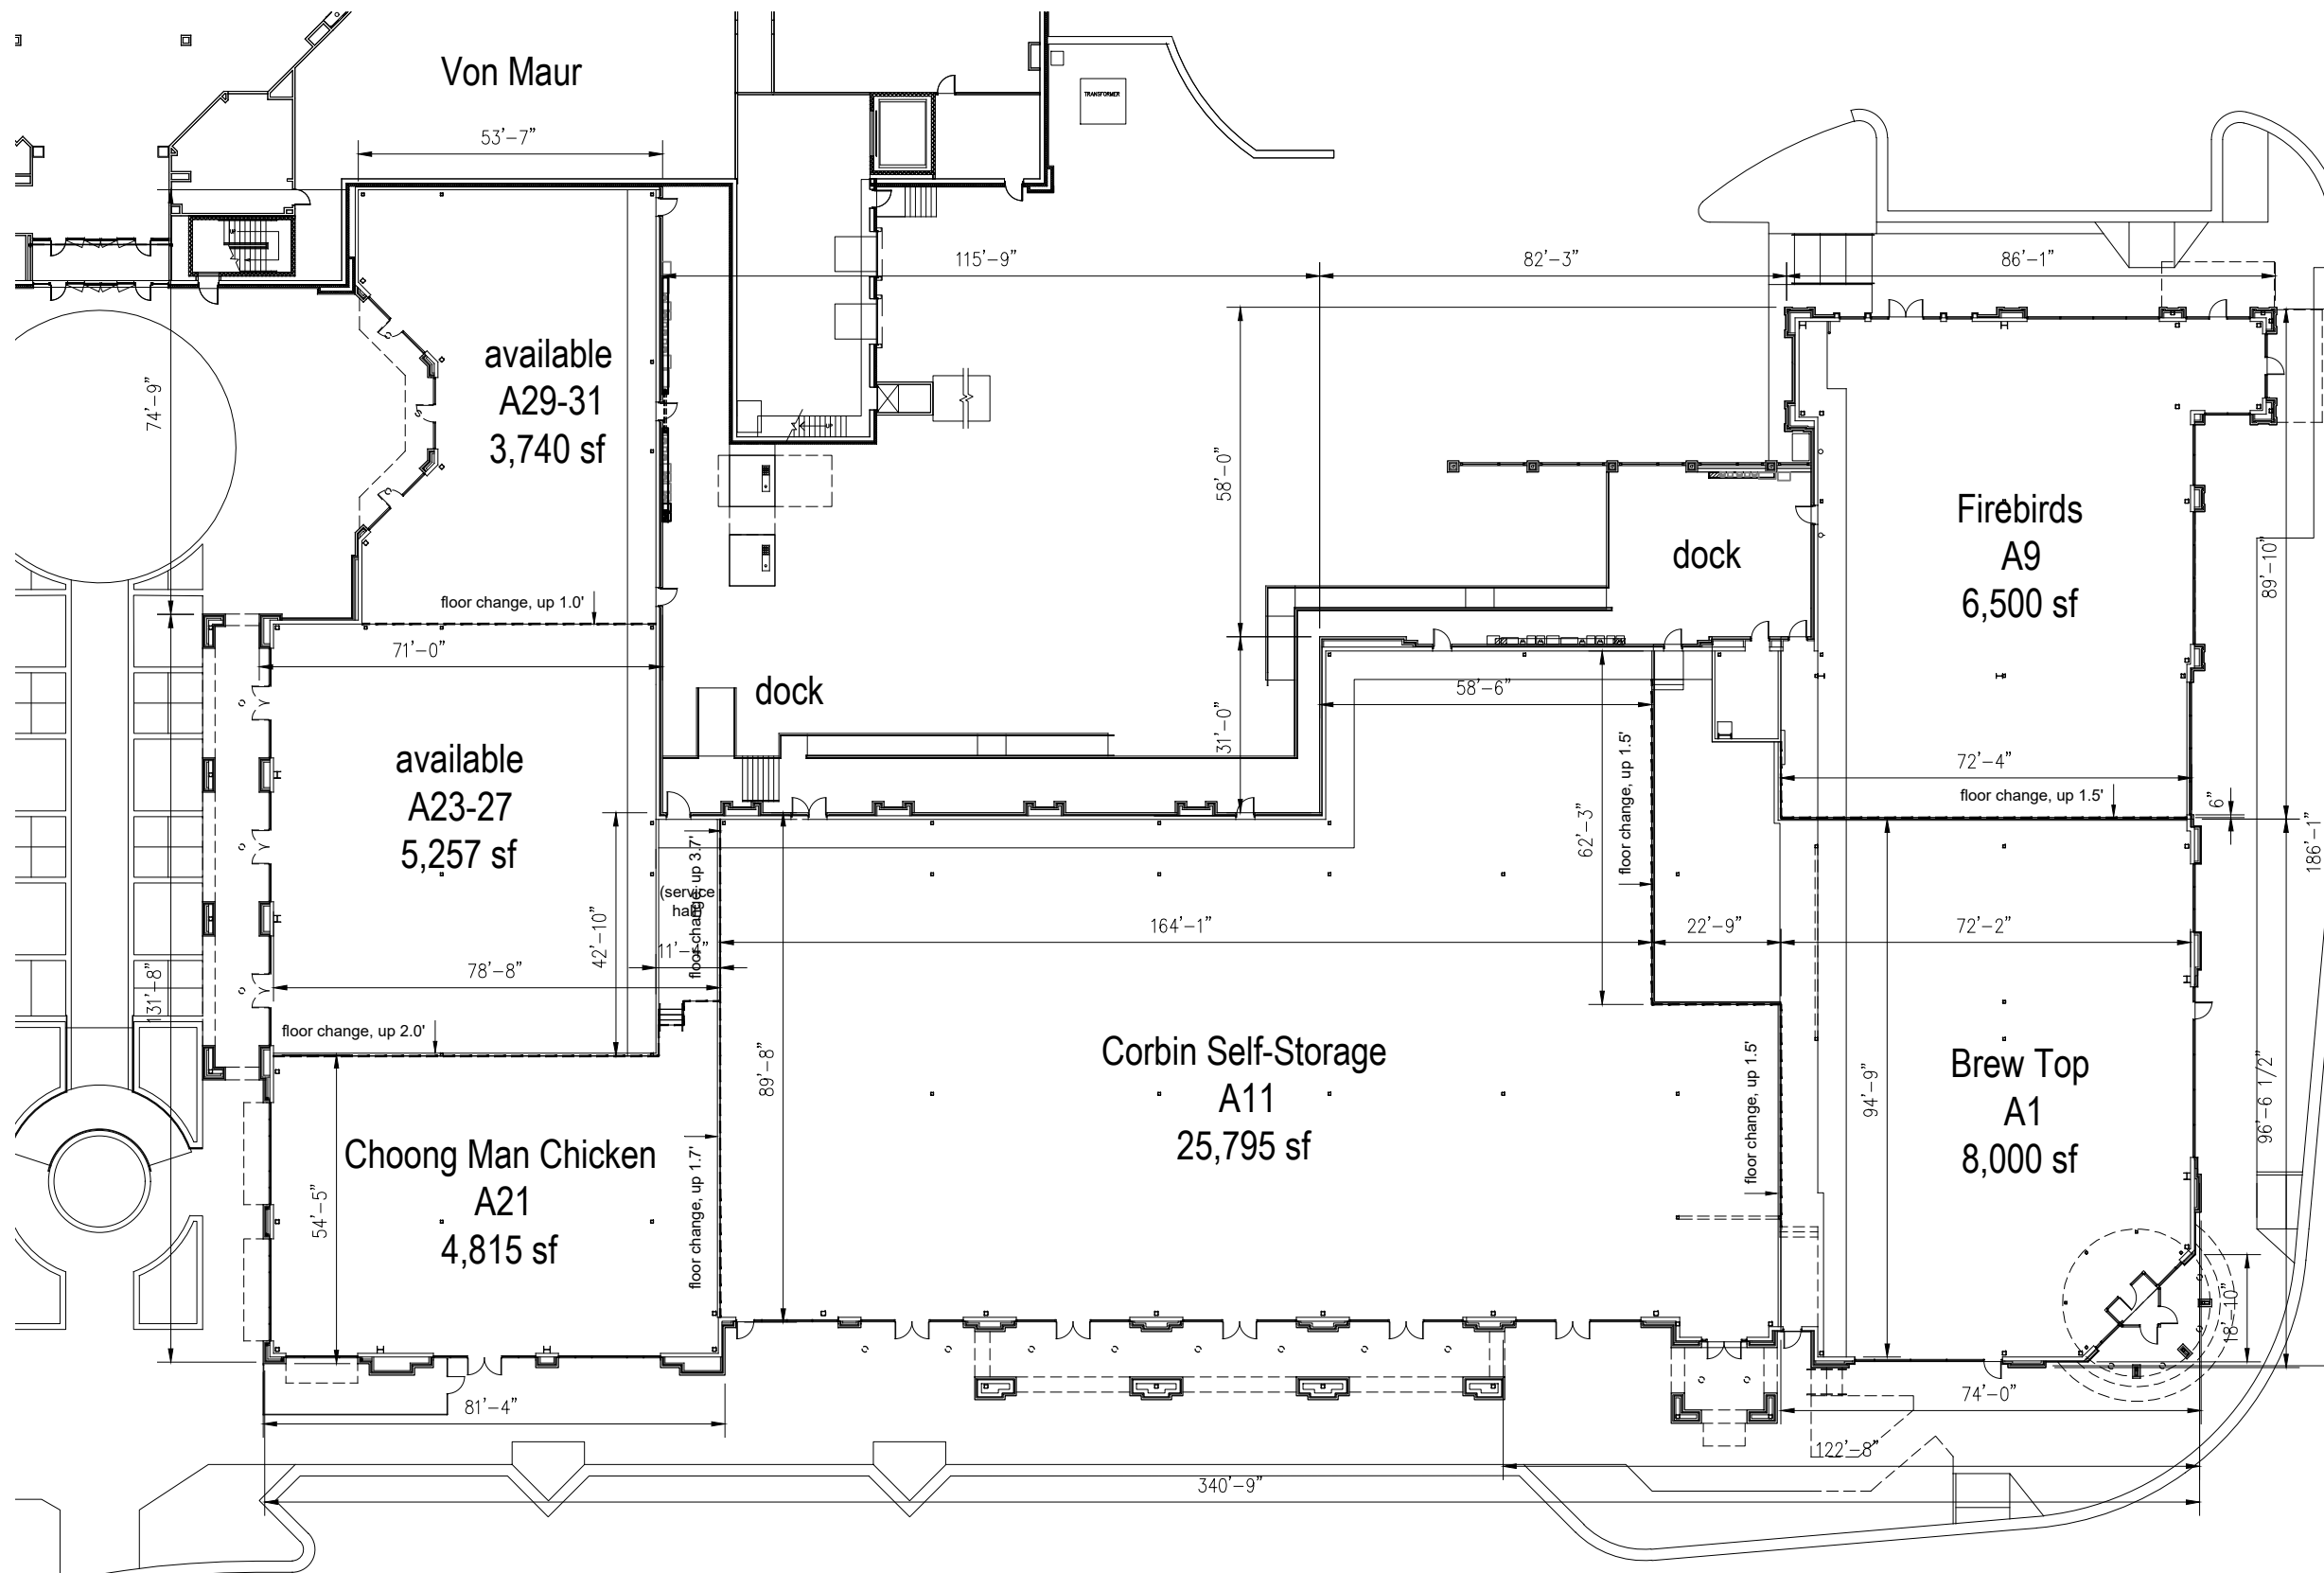 Von Maur
TRANSFORMER
53'-7"
115'-9"
82'-3"
86'-1"
UP
74'-9"
available
A29-31
3,740 sf
UP
58'-0"
Firebirds
A9
6,500 sf
89'-10"
dock
floor change, up 1.0'
71'-0"
dock
58'-6"
31'-0"
floor change, up 1.5'
72'-4"
floor change, up 1.5'
6"
186'-1"
available
A23-27
5,257 sf
floor change, up 3.7'
(service
62'-3"
42'-10"
164'-1"
22'-9"
72'-2"
78'-8"
131'-8"
floor change, up 2.0'
Corbin Self-Storage
A11
25,795 sf
89'-8"
floor change, up 1.5'
94'-9"
Brew Top
A1
8,000 sf
96'-6 1/2"
Choong Man Chicken
A21
4,815 sf
54'-5"
floor change, up 1.7'
18'-10"
81'-4"
74'-0"
122'-8"
340'-9"